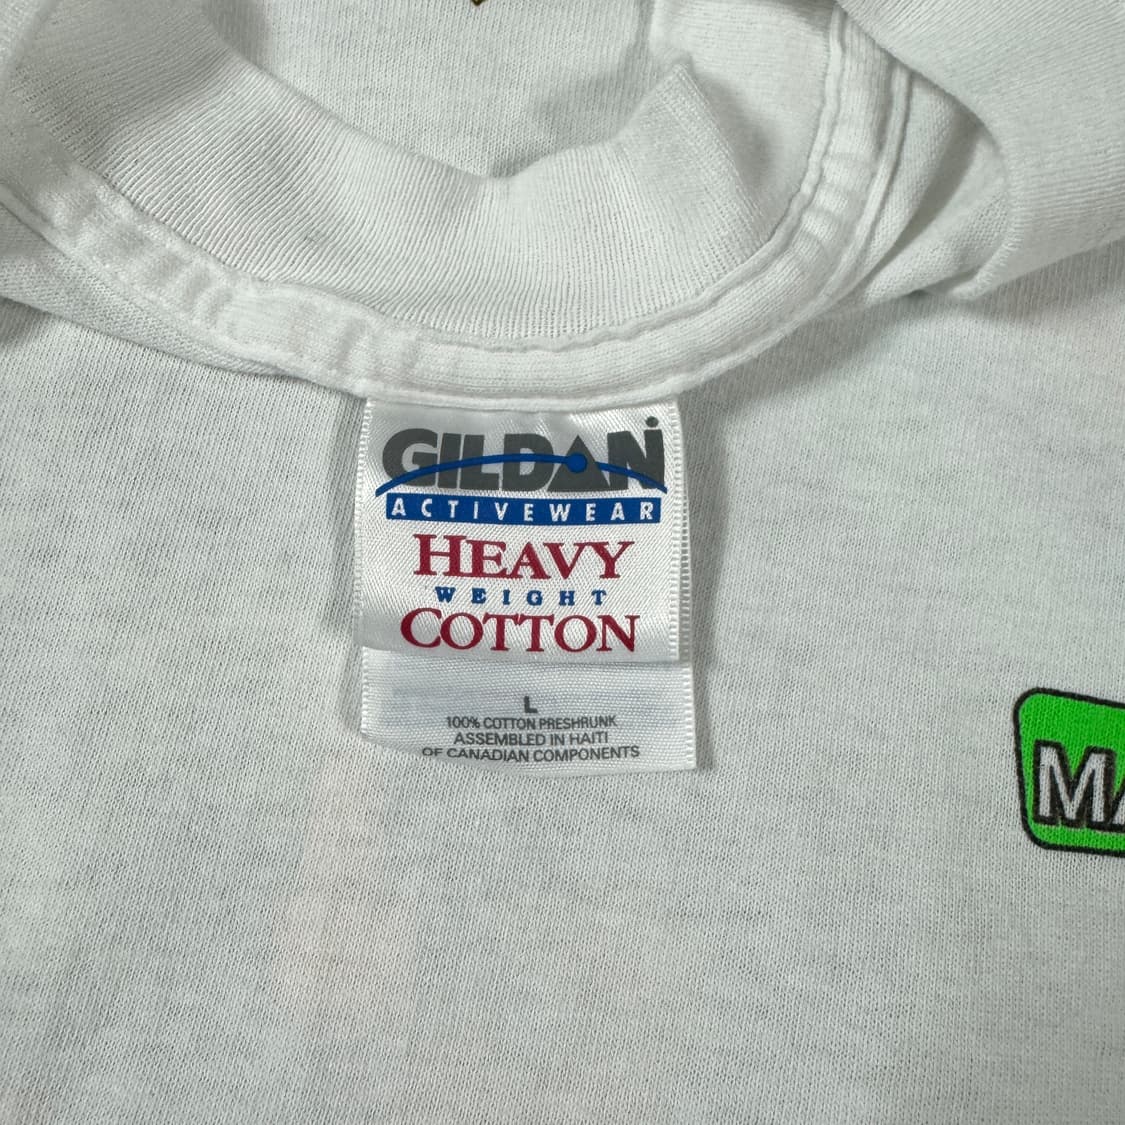 GILDAN
ACTIVEWEAR
HEAVY
WEIGHT
COTTON
L
100% COTTON PRESHRUNK
ASSEMBLED IN HAITI
OF CANADIAN COMPONENTS